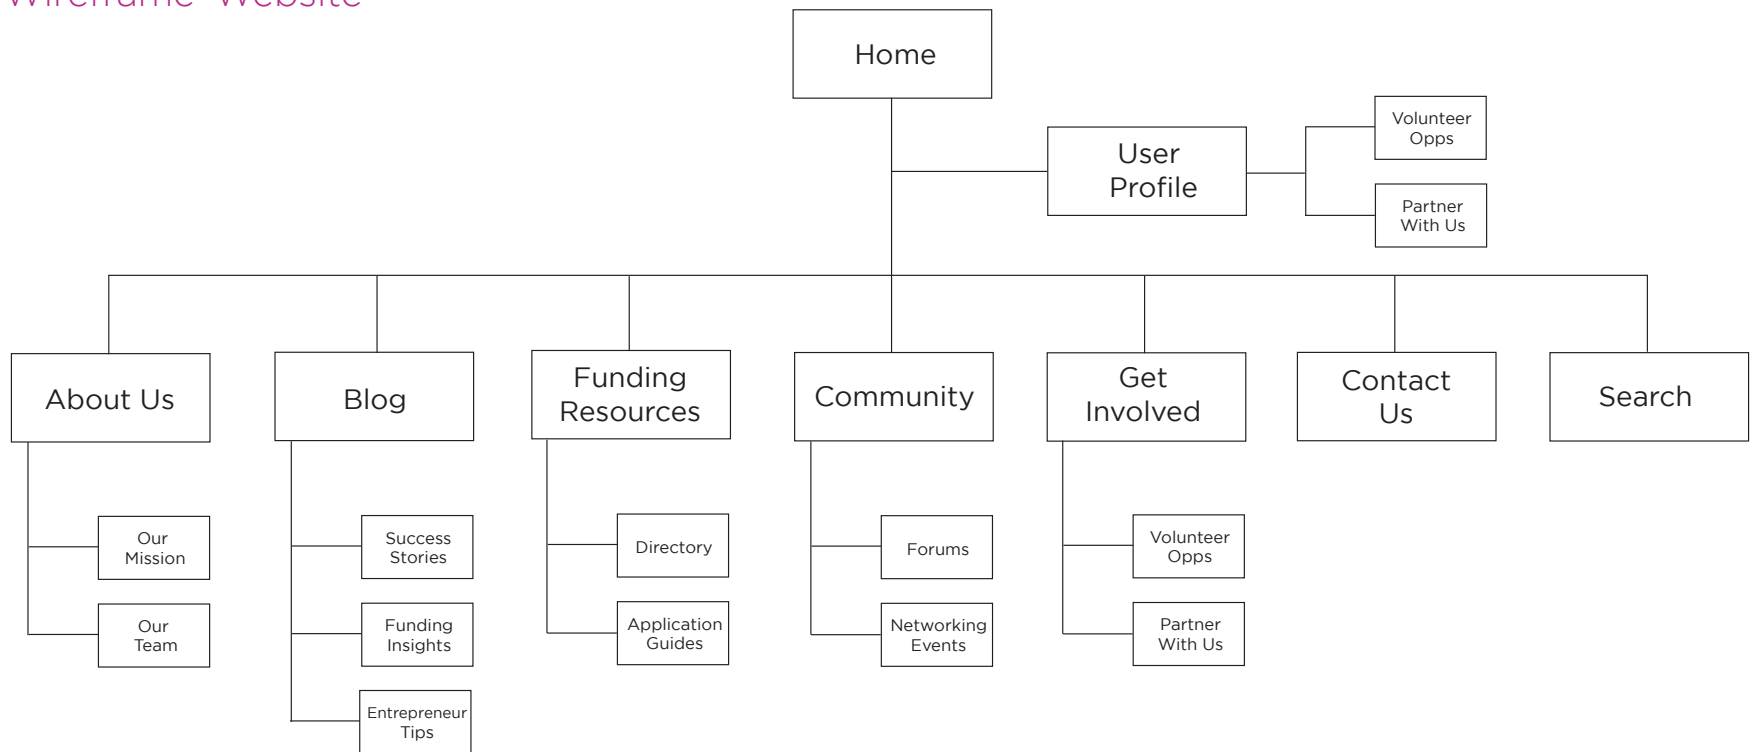 Wireframe Website
Home
User
Profile
Volunteer
Opps
Partner
With Us
About Us
Blog
Funding
Resources
Community
Get
Involved
Contact
Us
Search
Our
Mission
Our
Team
Success
Stories
Funding
Insights
Entrepreneur
Tips
Directory
Application
Guides
Forums
Networking
Events
Volunteer
Opps
Partner
With Us